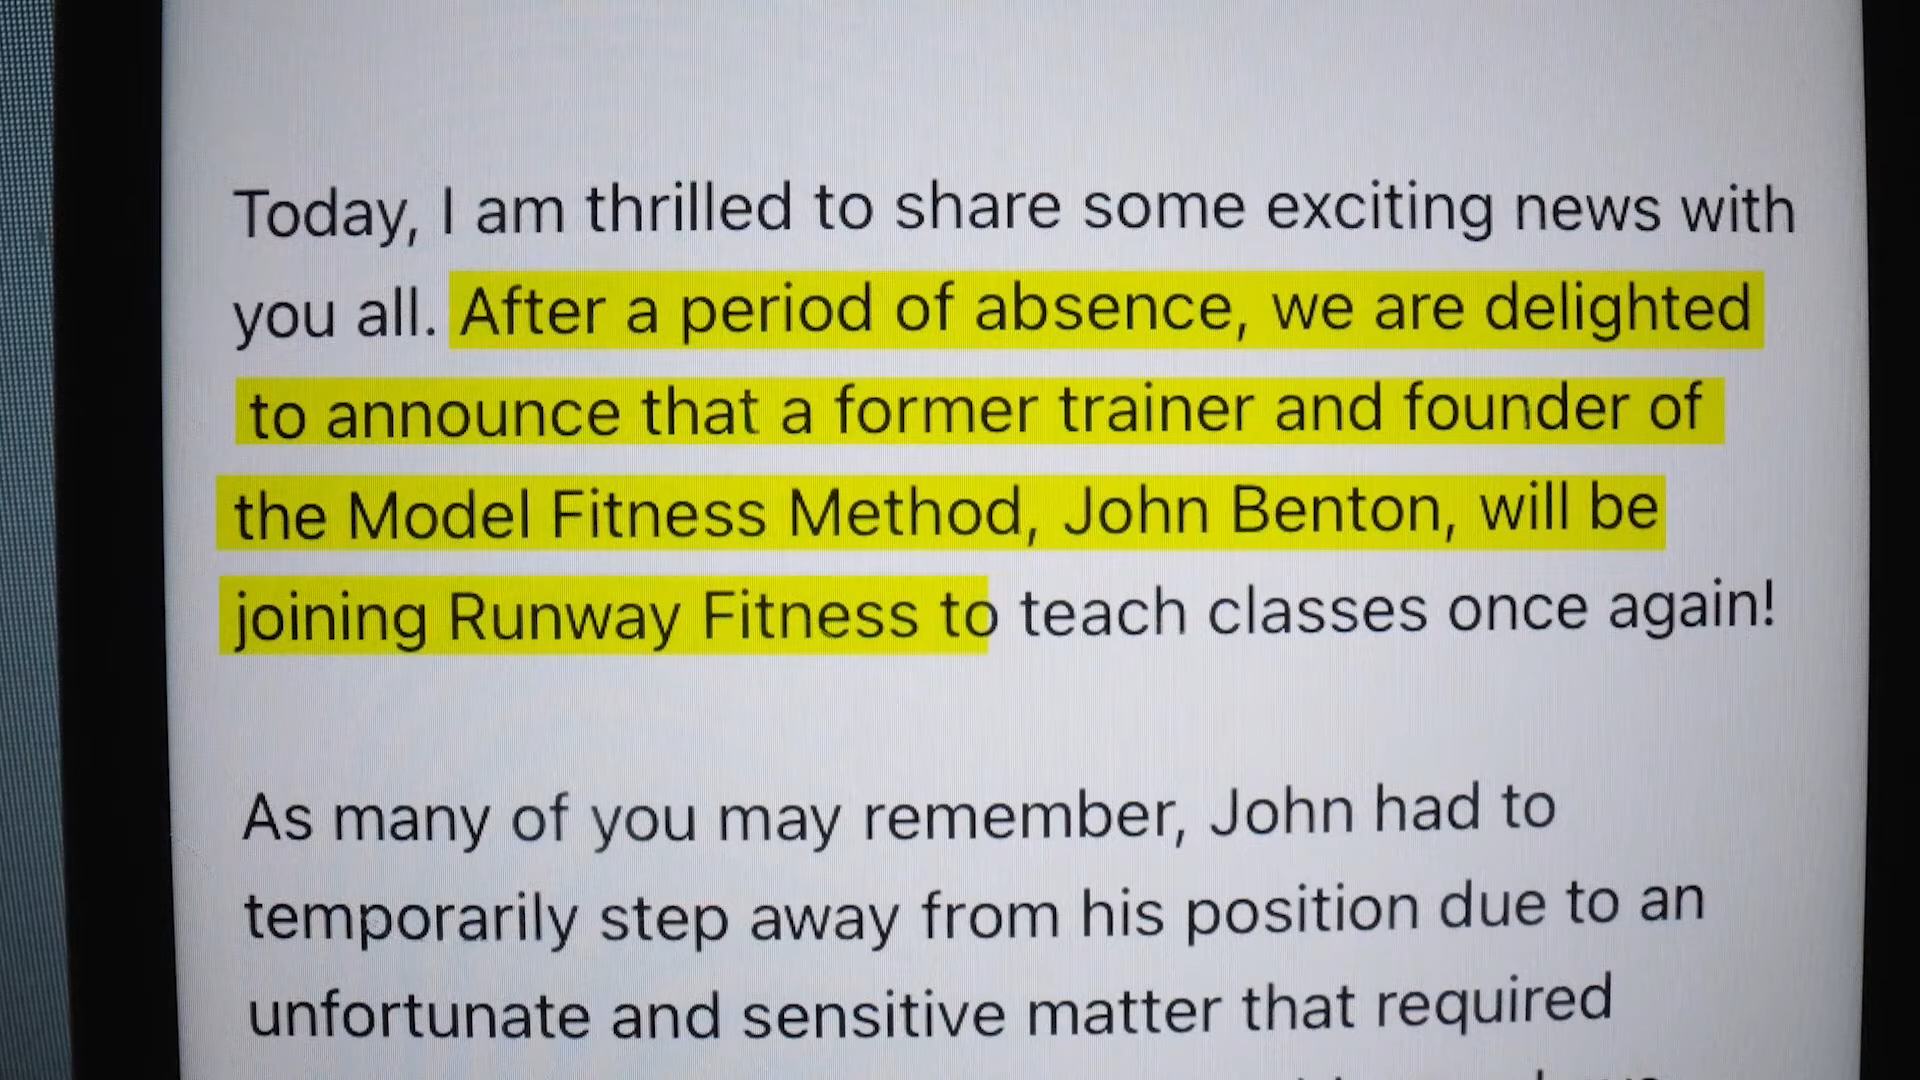 Today, I am thrilled to share some exciting news with
you all. After a period of absence, we are delighted
to announce that a former trainer and founder of
the Model Fitness Method, John Benton, will be
joining Runway Fitness to teach classes once again!
As many of you may remember, John had to
temporarily step away from his position due to an
unfortunate and sensitive matter that required